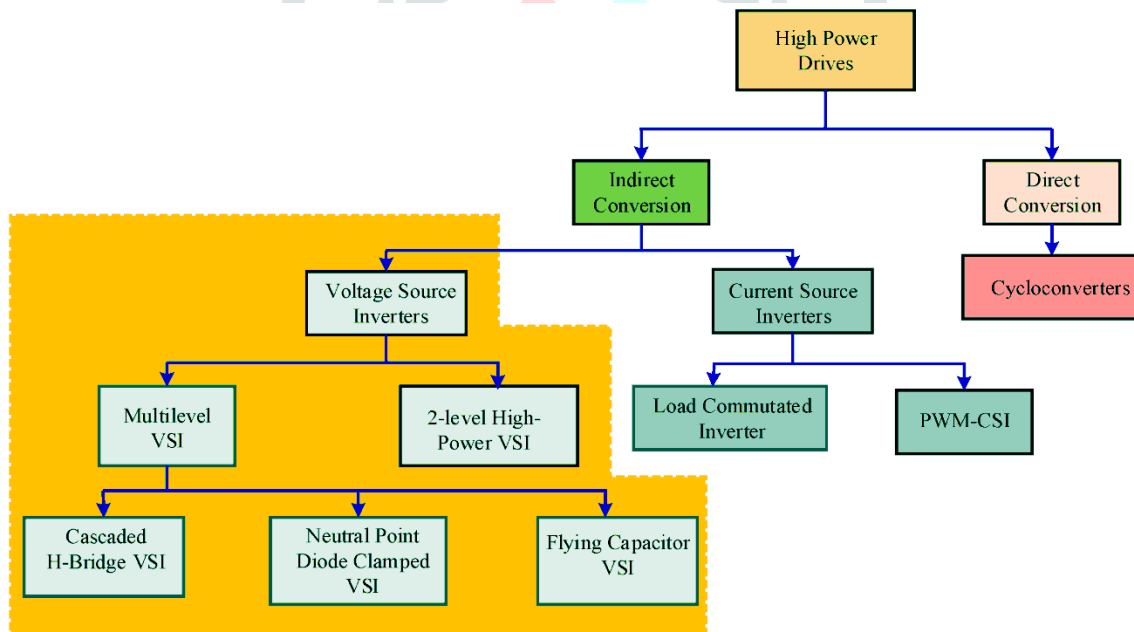 High Power
Drives
Indirect
Conversion
Direct
Conversion
Voltage Source
Inverters
Current Source
Inverters
Cycloconverters
Multilevel
VSI
2-level High-
Power VSI
Load Commutated
Inverter
PWM-CSI
Cascaded
H-Bridge VSI
Neutral Point
Diode Clamped
VSI
Flying Capacitor
VSI